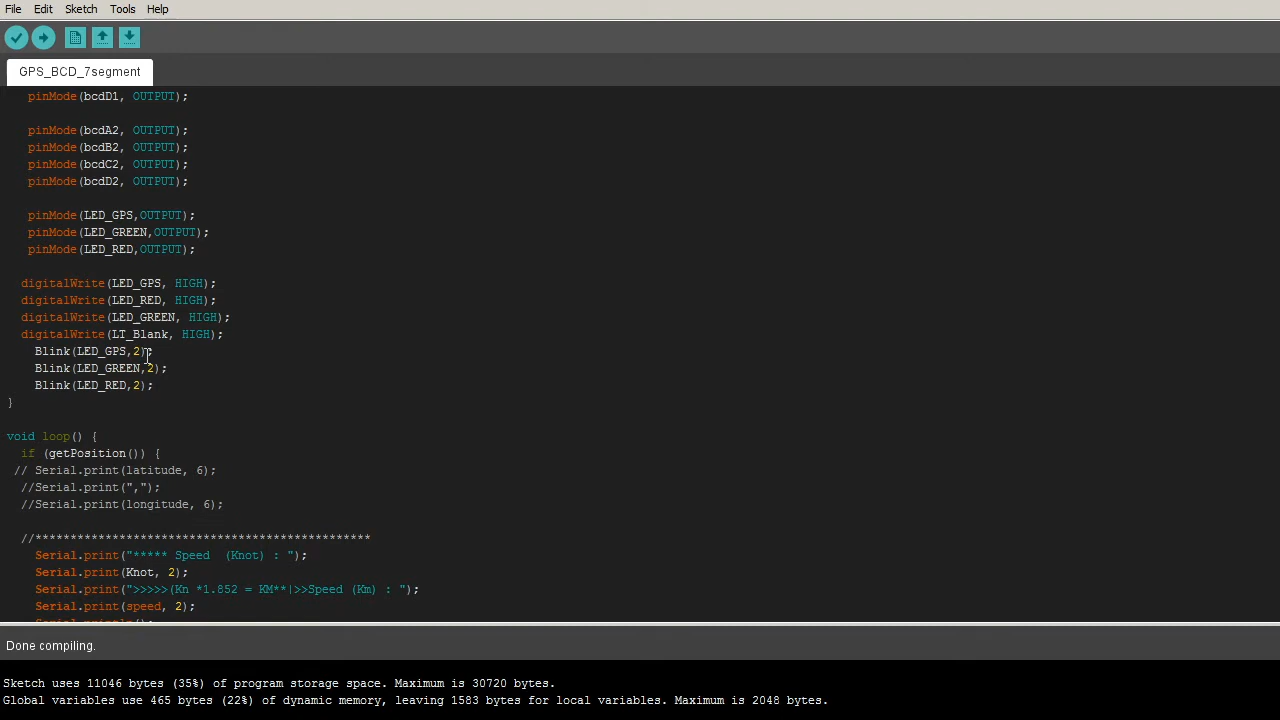 File Edit Sketch Tools Help
GPS_BCD_7segment
pinMode(bcdD1, OUTPUT);
pinMode(bcdA2, OUTPUT);
pinMode(bcdB2, OUTPUT);
pinMode(bcdC2, OUTPUT);
pinMode(bcdD2, OUTPUT);
pinMode(LED_GPS,OUTPUT);
pinMode(LED_GREEN,OUTPUT);
pinMode(LED_RED,OUTPUT);
digitalWrite(LED_GPS, HIGH);
digitalWrite(LED_RED, HIGH);
digitalWrite(LED_GREEN, HIGH);
digitalWrite(LT_Blank, HIGH);
Blink(LED_GPS,2);
Blink(LED_GREEN,2);
Blink(LED_RED,2);
}
void loop() {
if (getPosition()) {
// Serial.print(latitude, 6);
//Serial.print(",");
//Serial.print(longitude, 6);
//************************************************
Serial.print("***** Speed  (Knot) : ");
Serial.print(Knot, 2);
Serial.print(">>>>>(Kn *1.852 = KM**|>>Speed (Km) : ");
Serial.print(speed, 2);
Done compiling.
Sketch uses 11046 bytes (35%) of program storage space. Maximum is 30720 bytes.
Global variables use 465 bytes (22%) of dynamic memory, leaving 1583 bytes for local variables. Maximum is 2048 bytes.